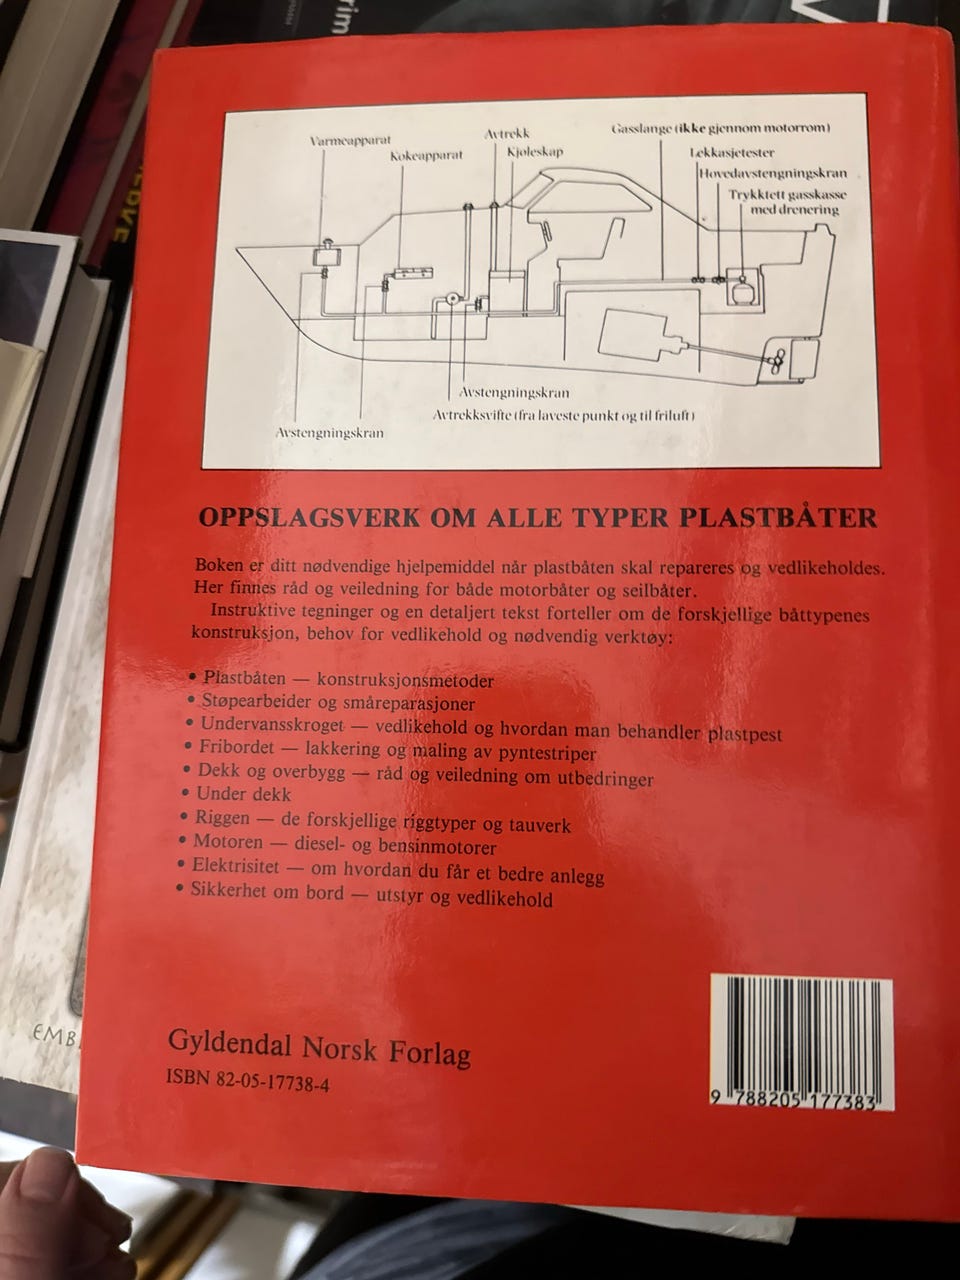 Varmeapparat
Kokeapparat
Avtrekk
Kjøleskap
Gasslange (ikke gjennom motorrom)
Lekkasjetester
Hovedavstengningskran
Trykktett gasskasse
med drenering
Avstengningskran
Avtrekksvifte (fra laveste punkt og til friluft)
Avstengningskran
OPPSLAGSVERK OM ALLE TYPER PLASTBÅTER
Boken er ditt nødvendige hjelpemiddel når plastbåten skal repareres og vedlikeholdes.
Her finnes råd og veiledning for både motorbåter og seilbåter.
Instruktive tegninger og en detaljert tekst forteller om de forskjellige båttypenes
konstruksjon, behov for vedlikehold og nødvendig verktøy:
• Plastbåten — konstruksjonsmetoder
• Støpearbeider og småreparasjoner
• Undervansskroget — vedlikehold og hvordan man behandler plastpest
• Fribordet — lakkering og maling av pyntestriper
• Dekk og overbygg — råd og veiledning om utbedringer
• Under dekk
• Riggen — de forskjellige riggtyper og tauverk
• Motoren — diesel- og bensinmotorer
• Elektrisitet — om hvordan du får et bedre anlegg
• Sikkerhet om bord — utstyr og vedlikehold
Gyldendal Norsk Forlag
ISBN 82-05-17738-4
9 788205 177383
EMB